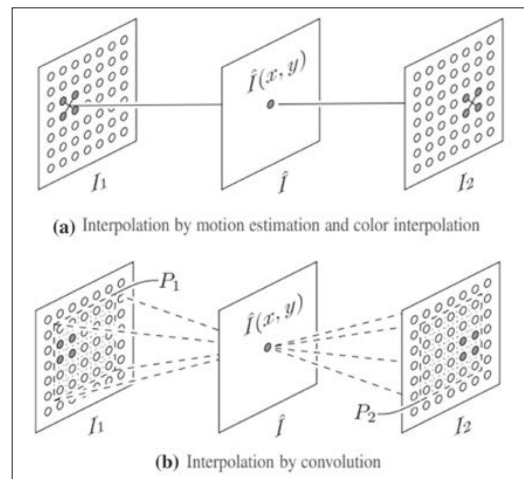 Î(x, y)
I1
Î
I2
(a) Interpolation by motion estimation and color interpolation
P1
Î(x, y)
P2
I1
Î
I2
(b) Interpolation by convolution